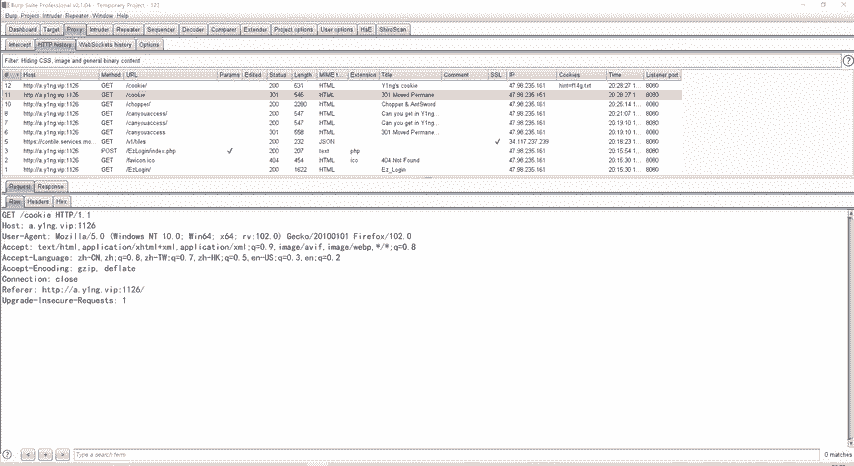 Burp Suite Professional v2.1.04 - Temporary Project - 121
Burp Project Intruder Repeater Window Help
Dashboard Target Proxy Intruder Repeater Sequencer Decoder Comparer Extender Project options User options HaE ShiroScan
Intercept HTTP history WebSockets history Options
Filter: Hiding CSS, image and general binary content
# Host Method URL Params Edited Status Length MIME t... Extension Title Comment SSL IP Cookies Time Listener port
12 http://a.y1ng.vip:1126 GET /cookie/ 200 631 HTML Y1ng's cookie 47.98.235.161 hint=f14g.txt 20:28:27 1... 8080
11 http://a.y1ng.vip:1126 GET /cookie 301 546 HTML 301 Moved Permane... 47.98.235.161 20:28:27 1... 8080
10 http://a.y1ng.vip:1126 GET /chopper/ 200 2280 HTML Chopper & AntSword 47.98.235.161 20:25:14 1... 8080
8 http://a.y1ng.vip:1126 GET /canyouaccess/ 200 547 HTML Can you get in Y1ng... 47.98.235.161 20:21:07 1... 8080
7 http://a.y1ng.vip:1126 GET /canyouaccess/ 200 547 HTML Can you get in Y1ng... 47.98.235.161 20:19:10 1... 8080
6 http://a.y1ng.vip:1126 GET /canyouaccess 301 558 HTML 301 Moved Permane... 47.98.235.161 20:19:10 1... 8080
5 https://contile.services.mo... GET /v1/tiles 200 232 JSON ✓ 34.117.237.239 20:18:23 1... 8080
3 http://a.y1ng.vip:1126 POST /EzLogin/index.php ✓ 200 207 text php 47.98.235.161 20:15:54 1... 8080
2 http://a.y1ng.vip:1126 GET /favicon.ico 404 454 HTML ico 404 Not Found 47.98.235.161 20:15:30 1... 8080
1 http://a.y1ng.vip:1126 GET /EzLogin/ 200 1622 HTML Ez_Login 47.98.235.161 20:15:30 1... 8080
Request Response
Raw Headers Hex
GET /cookie HTTP/1.1
Host: a.y1ng.vip:1126
User-Agent: Mozilla/5.0 (Windows NT 10.0; Win64; x64; rv:102.0) Gecko/20100101 Firefox/102.0
Accept: text/html,application/xhtml+xml,application/xml;q=0.9,image/avif,image/webp,*/*;q=0.8
Accept-Language: zh-CN,zh;q=0.8,zh-TW;q=0.7,zh-HK;q=0.5,en-US;q=0.3,en;q=0.2
Accept-Encoding: gzip, deflate
Connection: close
Referer: http://a.y1ng.vip:1126/
Upgrade-Insecure-Requests: 1
? < + > Type a search term 0 matches